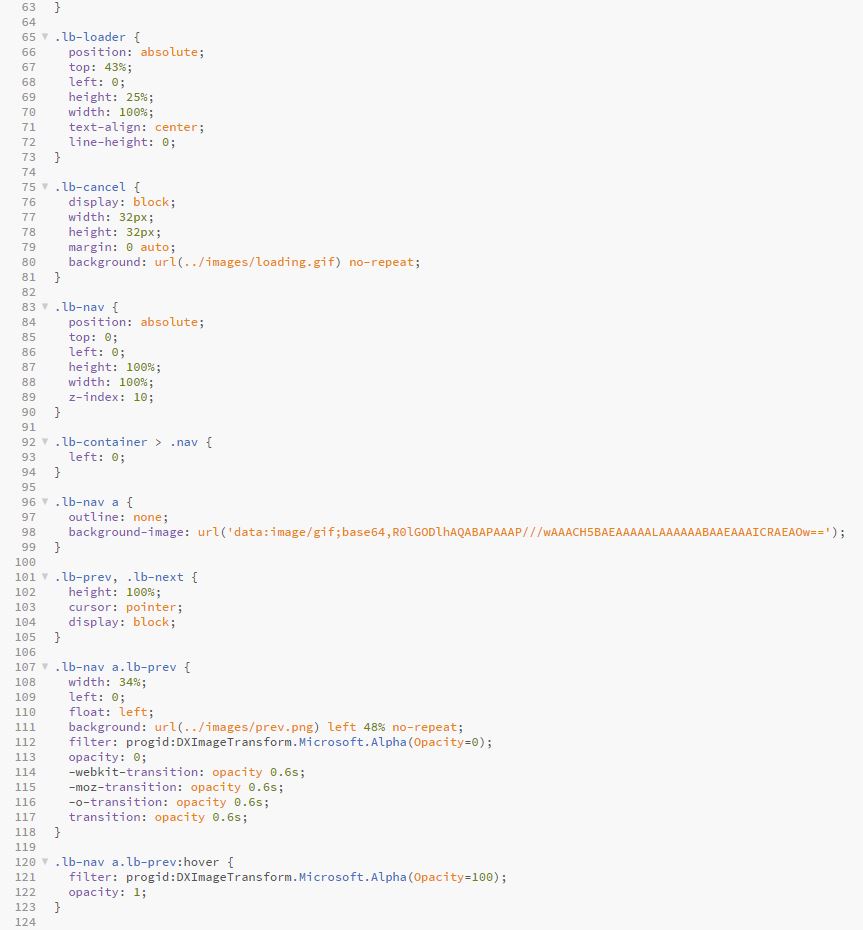 63 }
64
65 .lb-loader {
66   position: absolute;
67   top: 43%;
68   left: 0;
69   height: 25%;
70   width: 100%;
71   text-align: center;
72   line-height: 0;
73 }
74
75 .lb-cancel {
76   display: block;
77   width: 32px;
78   height: 32px;
79   margin: 0 auto;
80   background: url(../images/loading.gif) no-repeat;
81 }
82
83 .lb-nav {
84   position: absolute;
85   top: 0;
86   left: 0;
87   height: 100%;
88   width: 100%;
89   z-index: 10;
90 }
91
92 .lb-container > .nav {
93   left: 0;
94 }
95
96 .lb-nav a {
97   outline: none;
98   background-image: url('data:image/gif;base64,R0lGODlhAQABAPAAAP///wAAACH5BAEAAAAALAAAAAABAAEAAAICRAEAOw==');
99 }
100
101 .lb-prev, .lb-next {
102   height: 100%;
103   cursor: pointer;
104   display: block;
105 }
106
107 .lb-nav a.lb-prev {
108   width: 34%;
109   left: 0;
110   float: left;
111   background: url(../images/prev.png) left 48% no-repeat;
112   filter: progid:DXImageTransform.Microsoft.Alpha(Opacity=0);
113   opacity: 0;
114   -webkit-transition: opacity 0.6s;
115   -moz-transition: opacity 0.6s;
116   -o-transition: opacity 0.6s;
117   transition: opacity 0.6s;
118 }
119
120 .lb-nav a.lb-prev:hover {
121   filter: progid:DXImageTransform.Microsoft.Alpha(Opacity=100);
122   opacity: 1;
123 }
124